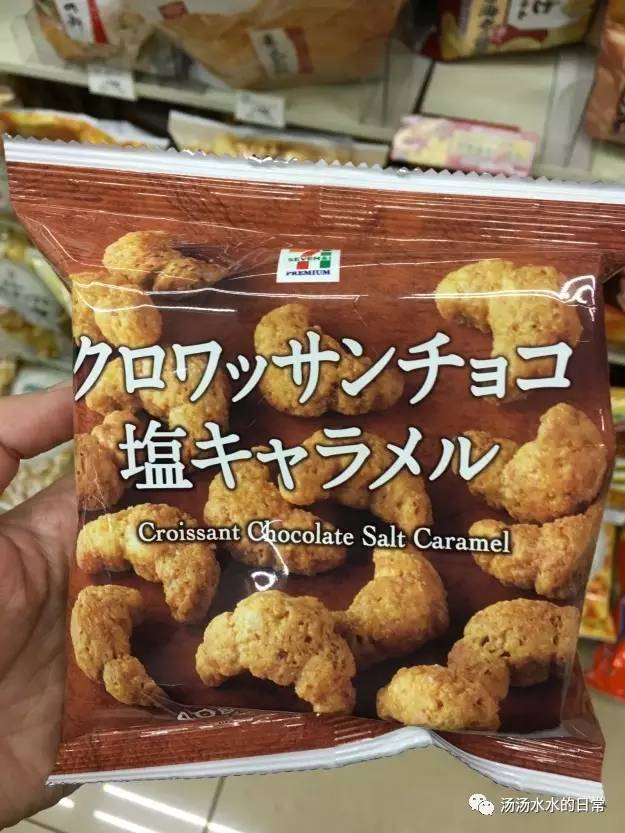 SEVEN&i
PREMIUM
クロワッサンチョコ
塩キャラメル
Croissant Chocolate Salt Caramel
汤汤水水的日常